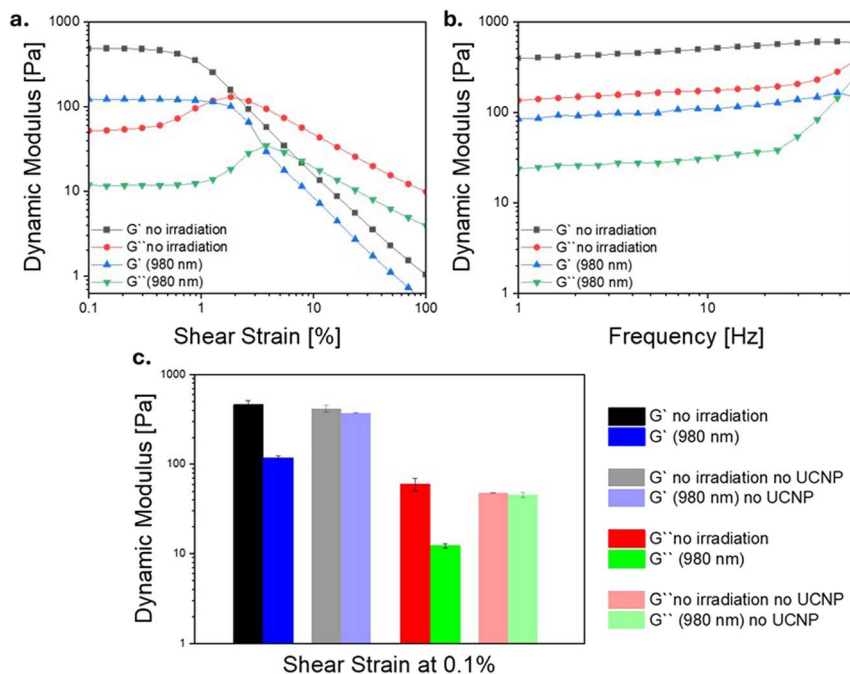 a.
Dynamic Modulus [Pa]
1000
100
10
1
G` no irradiation
G``no irradiation
G` (980 nm)
G``(980 nm)
0.1
1
10
100
Shear Strain [%]
b.
Dynamic Modulus [Pa]
1000
100
10
1
G` no irradiation
G``no irradiation
G` (980 nm)
G``(980 nm)
1
10
Frequency [Hz]
c.
Dynamic Modulus [Pa]
1000
100
10
1
Shear Strain at 0.1%
G` no irradiation
G` (980 nm)
G` no irradiation no UCNP
G` (980 nm) no UCNP
G``no irradiation
G`` (980 nm)
G``no irradiation no UCNP
G`` (980 nm) no UCNP